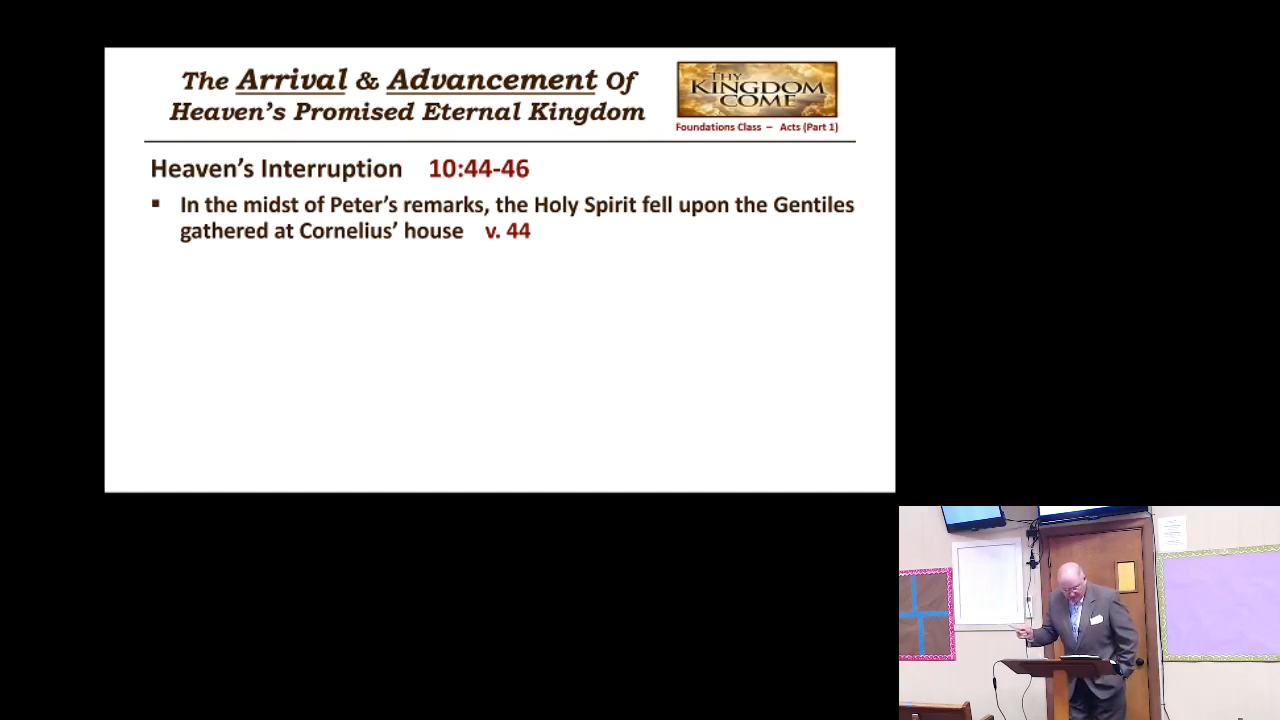 The Arrival & Advancement Of
Heaven's Promised Eternal Kingdom
THY
KINGDOM
COME
Foundations Class – Acts (Part 1)
Heaven's Interruption 10:44-46
▪ In the midst of Peter's remarks, the Holy Spirit fell upon the Gentiles
gathered at Cornelius' house v. 44